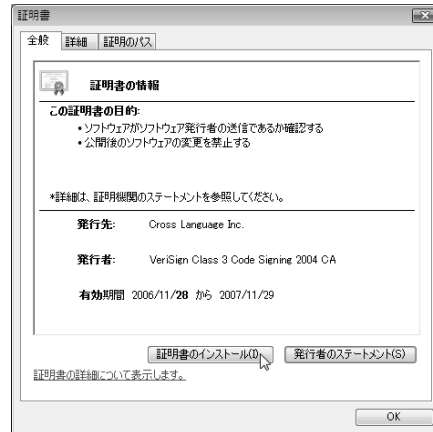 証明書
全般 詳細 証明のパス
証明書の情報
この証明書の目的:
• ソフトウェアがソフトウェア発行者の送信であるか確認する
• 公開後のソフトウェアの変更を禁止する
*詳細は、証明機関のステートメントを参照してください。
発行先: Cross Language Inc.
発行者: VeriSign Class 3 Code Signing 2004 CA
有効期間 2006/11/28 から 2007/11/29
証明書のインストール(I) 発行者のステートメント(S)
証明書の詳細について表示します。
OK